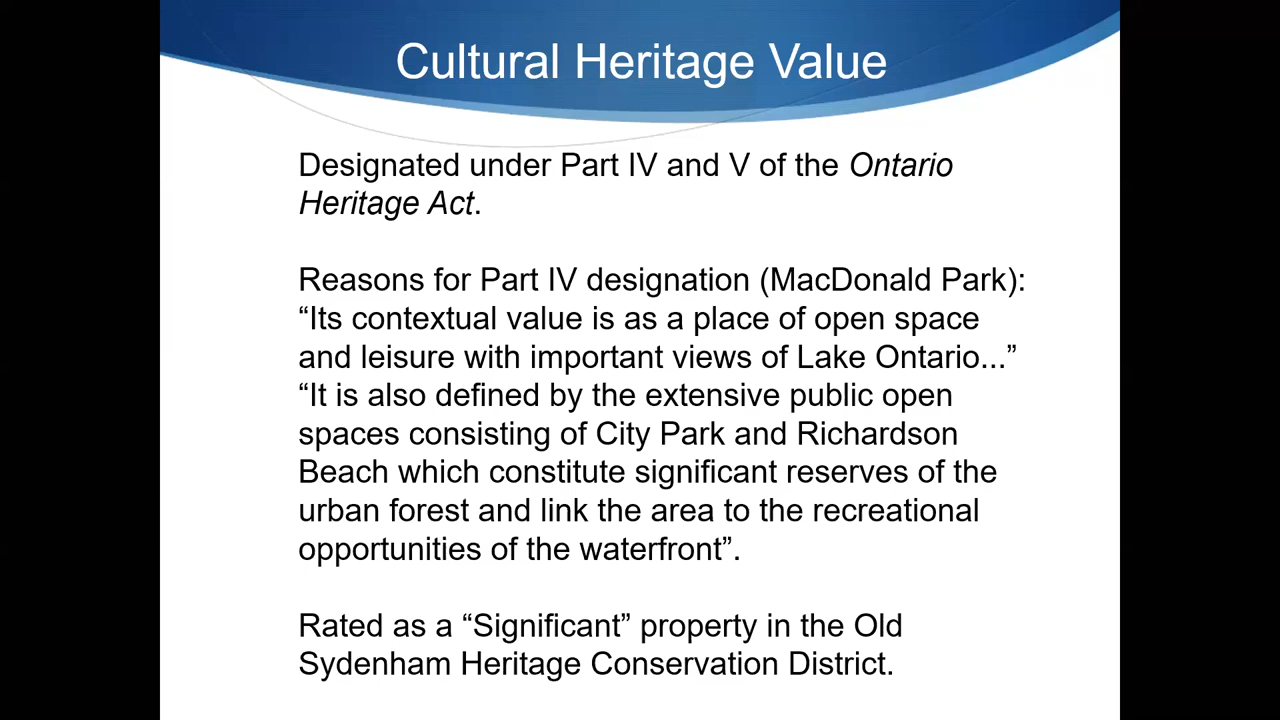 Cultural Heritage Value
Designated under Part IV and V of the Ontario
Heritage Act.
Reasons for Part IV designation (MacDonald Park):
“Its contextual value is as a place of open space
and leisure with important views of Lake Ontario...”
“It is also defined by the extensive public open
spaces consisting of City Park and Richardson
Beach which constitute significant reserves of the
urban forest and link the area to the recreational
opportunities of the waterfront”.
Rated as a “Significant” property in the Old
Sydenham Heritage Conservation District.